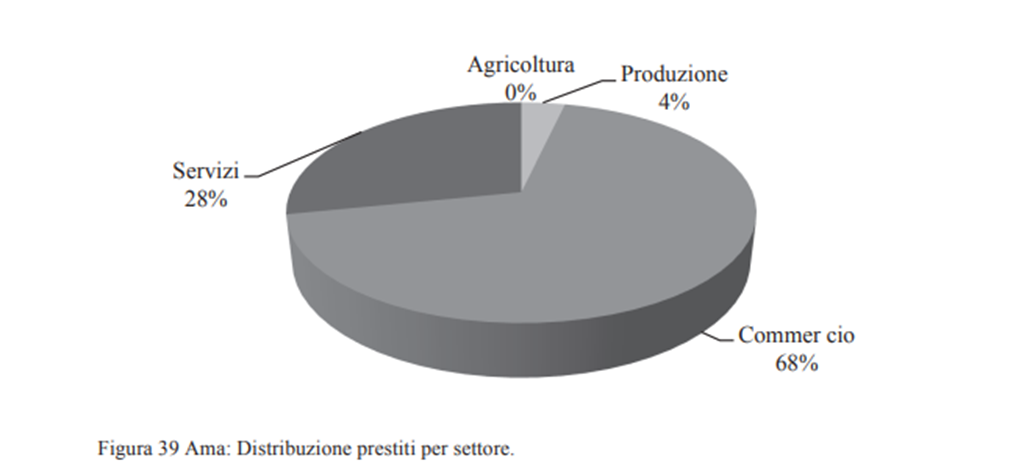 Agricoltura
0%
Produzione
4%
Servizi
28%
Commer cio
68%
Figura 39 Ama: Distribuzione prestiti per settore.